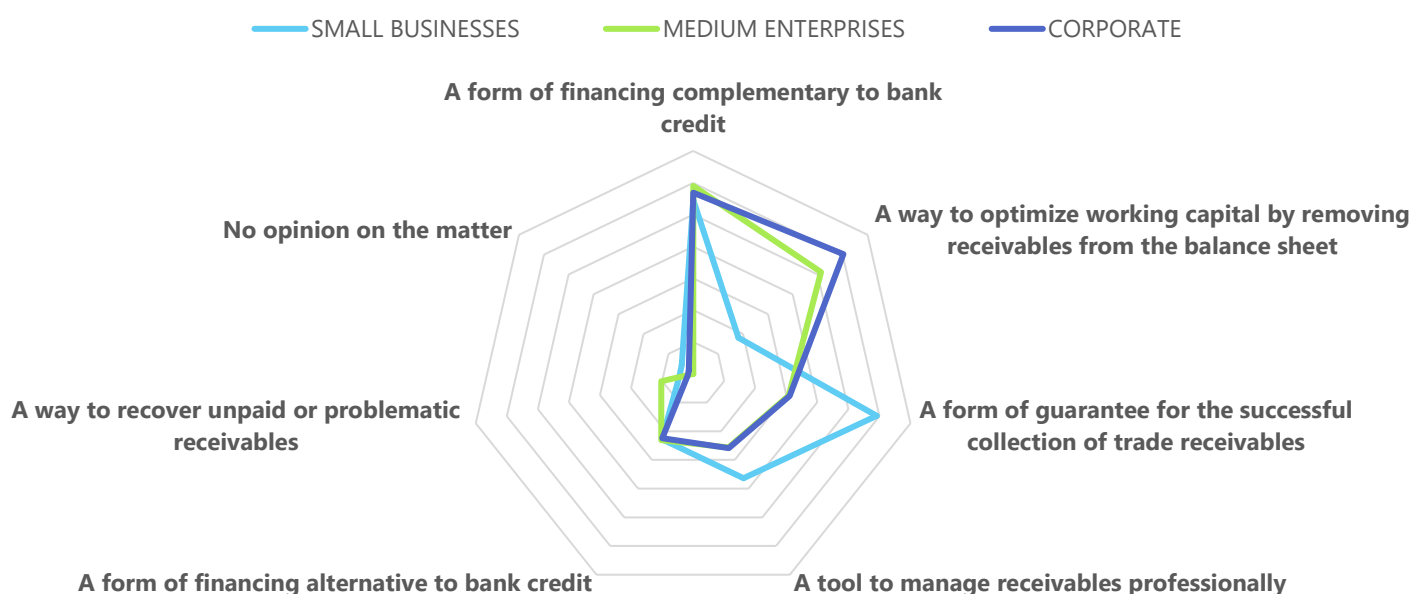 SMALL BUSINESSES
MEDIUM ENTERPRISES
CORPORATE
A form of financing complementary to bank
credit
A way to optimize working capital by removing
receivables from the balance sheet
No opinion on the matter
A way to recover unpaid or problematic
receivables
A form of guarantee for the successful
collection of trade receivables
A form of financing alternative to bank credit
A tool to manage receivables professionally